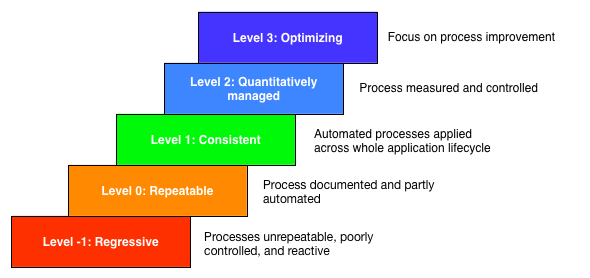 Level 3: Optimizing
Focus on process improvement
Level 2: Quantitatively
managed
Process measured and controlled
Level 1: Consistent
Automated processes applied
across whole application lifecycle
Level 0: Repeatable
Process documented and partly
automated
Level -1: Regressive
Processes unrepeatable, poorly
controlled, and reactive